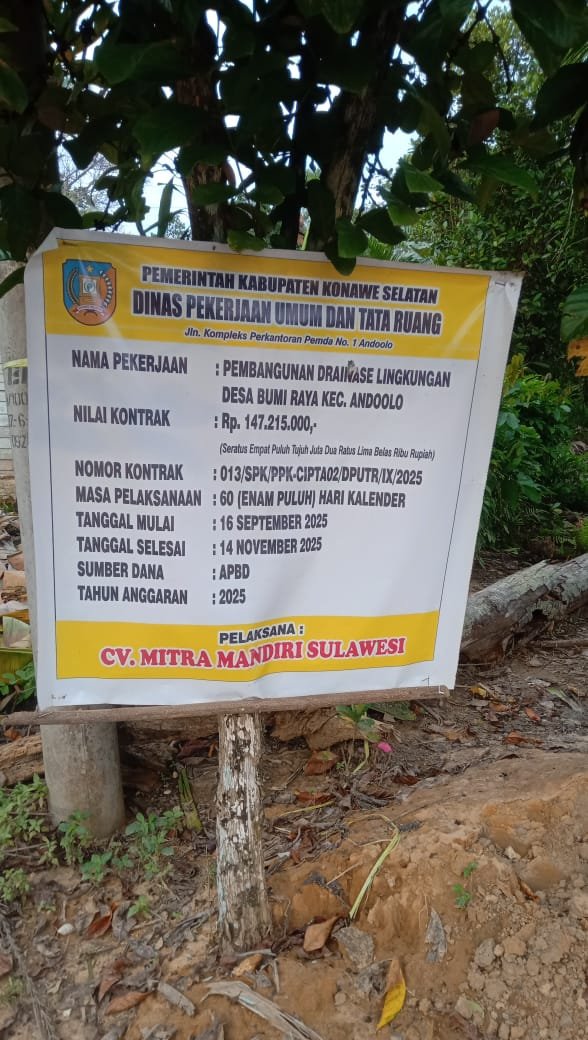 PEMERINTAH KABUPATEN KONAWE SELATAN
DINAS PEKERJAAN UMUM DAN TATA RUANG
Jln. Kompleks Perkantoran Pemda No. 1 Andoolo
NAMA PEKERJAAN : PEMBANGUNAN DRAINASE LINGKUNGAN
DESA BUMI RAYA KEC. ANDOOLO
NILAI KONTRAK : Rp. 147.215.000,-
(Seratus Empat Puluh Tujuh Juta Dua Ratus Lima Belas Ribu Rupiah)
NOMOR KONTRAK : 013/SPK/PPK-CIPTA02/DPUTR/IX/2025
MASA PELAKSANAAN : 60 (ENAM PULUH) HARI KALENDER
TANGGAL MULAI : 16 SEPTEMBER 2025
TANGGAL SELESAI : 14 NOVEMBER 2025
SUMBER DANA : APBD
TAHUN ANGGARAN : 2025
PELAKSANA :
CV. MITRA MANDIRI SULAWESI